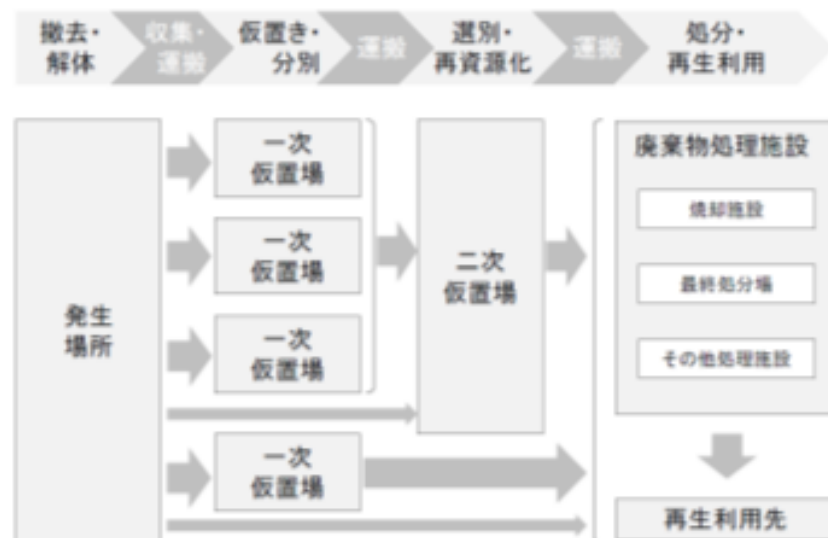 撤去・
解体
収集・
運搬
仮置き・
分別
運搬
選別・
再資源化
運搬
処分・
再生利用
発生
場所
一次
仮置場
一次
仮置場
一次
仮置場
一次
仮置場
二次
仮置場
廃棄物処理施設
焼却施設
最終処分場
その他処理施設
再生利用先